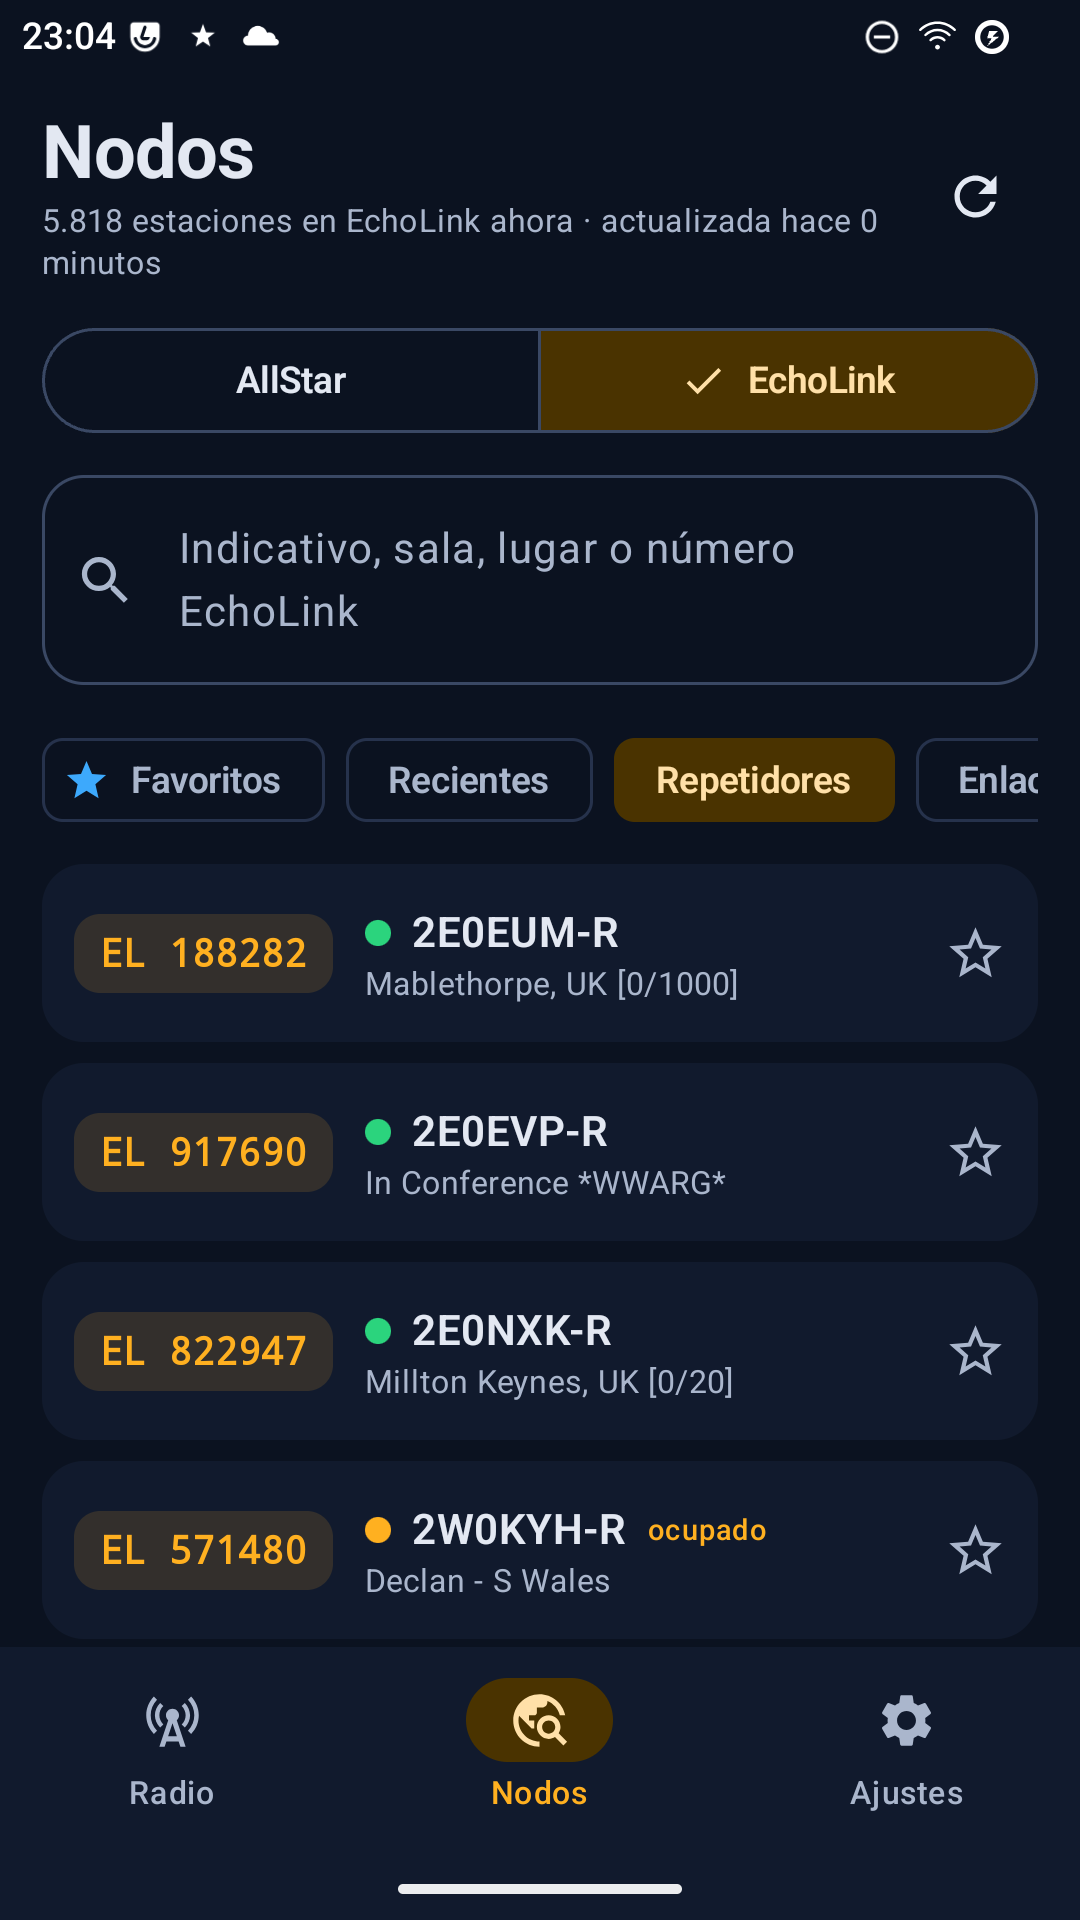 23:04
Nodos
5.818 estaciones en EchoLink ahora · actualizada hace 0
minutos
AllStar
EchoLink
Indicativo, sala, lugar o número
EchoLink
Favoritos
Recientes
Repetidores
Enlac
EL 188282
2E0EUM-R
Mablethorpe, UK [0/1000]
EL 917690
2E0EVP-R
In Conference *WWARG*
EL 822947
2E0NXK-R
Millton Keynes, UK [0/20]
EL 571480
2W0KYH-R ocupado
Declan - S Wales
Radio
Nodos
Ajustes